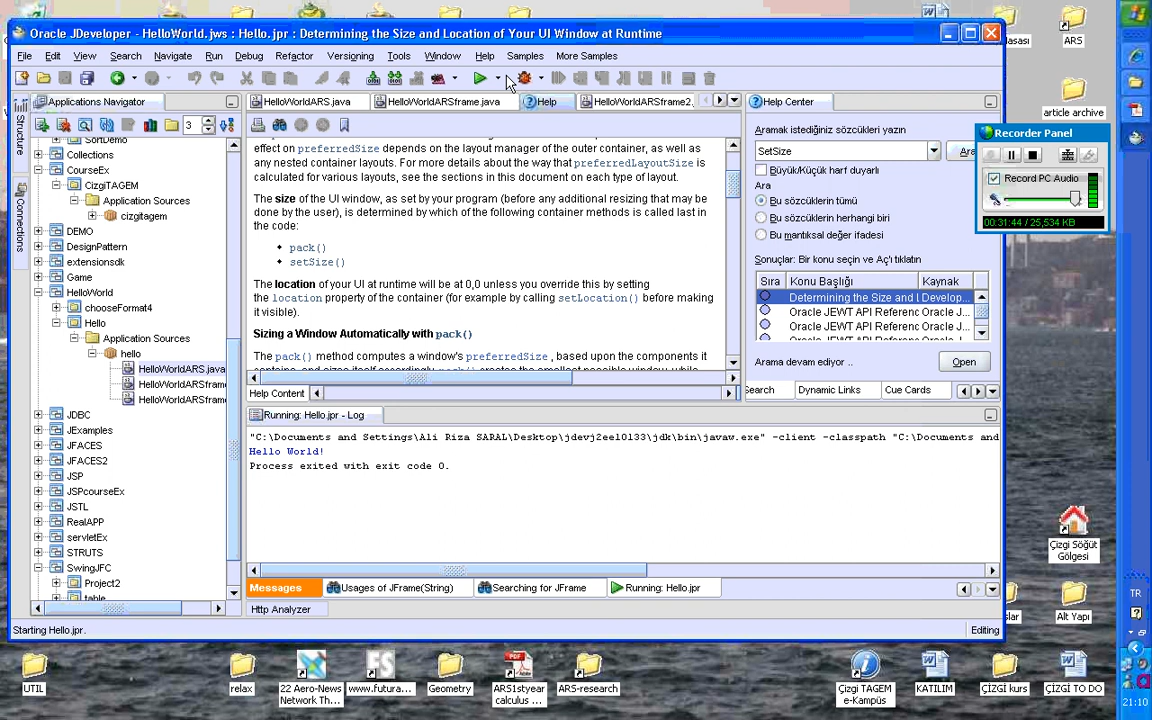 Oracle JDeveloper - HelloWorld.jws : Hello.jpr : Determining the Size and Location of Your UI Window at Runtime
File Edit View Search Navigate Run Debug Refactor Versioning Tools Window Help Samples More Samples
Applications Navigator
3
Structure
Connections
SortDemo
Collections
CourseEx
CizgiTAGEM
Application Sources
cizgitagem
DEMO
DesignPattern
extensionsdk
Game
HelloWorld
chooseFormat4
Hello
Application Sources
hello
HelloWorldARS.java
HelloWorldARSframe
HelloWorldARSframe
JDBC
JExamples
JFACES
JFACES2
JSP
JSPcourseEx
JSTL
RealAPP
servletEx
STRUTS
SwingJFC
Project2
table
HelloWorldARS.java HelloWorldARSframe.java Help HelloWorldARSframe2.
effect on preferredSize depends on the layout manager of the outer container, as well as
any nested container layouts. For more details about the way that preferredLayoutSize is
calculated for various layouts, see the sections in this document on each type of layout.
The size of the UI window, as set by your program (before any additional resizing that may be
done by the user), is determined by which of the following container methods is called last in
the code:
pack()
setSize()
The location of your UI at runtime will be at 0,0 unless you override this by setting
the location property of the container (for example by calling setLocation() before making
it visible).
Sizing a Window Automatically with pack()
The pack() method computes a window's preferredSize, based upon the components it
Help Content
Help Center
Aramak istediğiniz sözcükleri yazın
SetSize
Ara
Büyük/Küçük harf duyarlı
Ara
Bu sözcüklerin tümü
Bu sözcüklerin herhangi biri
Bu mantıksal değer ifadesi
Sonuçlar: Bir konu seçin ve Aç'ı tıklatın
Sıra Konu Başlığı Kaynak
Determining the Size and L Develop...
Oracle JEWT API Referenc Oracle J...
Oracle JEWT API Referenc Oracle J...
Oracle JEWT API Referenc Oracle J...
Arama devam ediyor ..
Open
Search Dynamic Links Cue Cards
Running: Hello.jpr - Log
"C:\Documents and Settings\Ali Riza SARAL\Desktop\jdevj2ee10133\jdk\bin\javaw.exe" -client -classpath "C:\Documents and
Hello World!
Process exited with exit code 0.
Messages Usages of JFrame(String) Searching for JFrame Running: Hello.jpr
Http Analyzer
Starting Hello.jpr. Editing
Recorder Panel
Record PC Audio
00:31:44 / 25,534 KB
ARS
article archive
Çizgi Söğüt
Gölgesi
Alt Yapı
UTIL
relax
22 Aero-News
Network Th...
www.futura...
Geometry
ARS1styear
calculus ...
ARS-research
Çizgi TAGEM
e-Kampüs
KATILIM
ÇİZGİ kurs
ÇİZGİ TO DO
TR
21:10